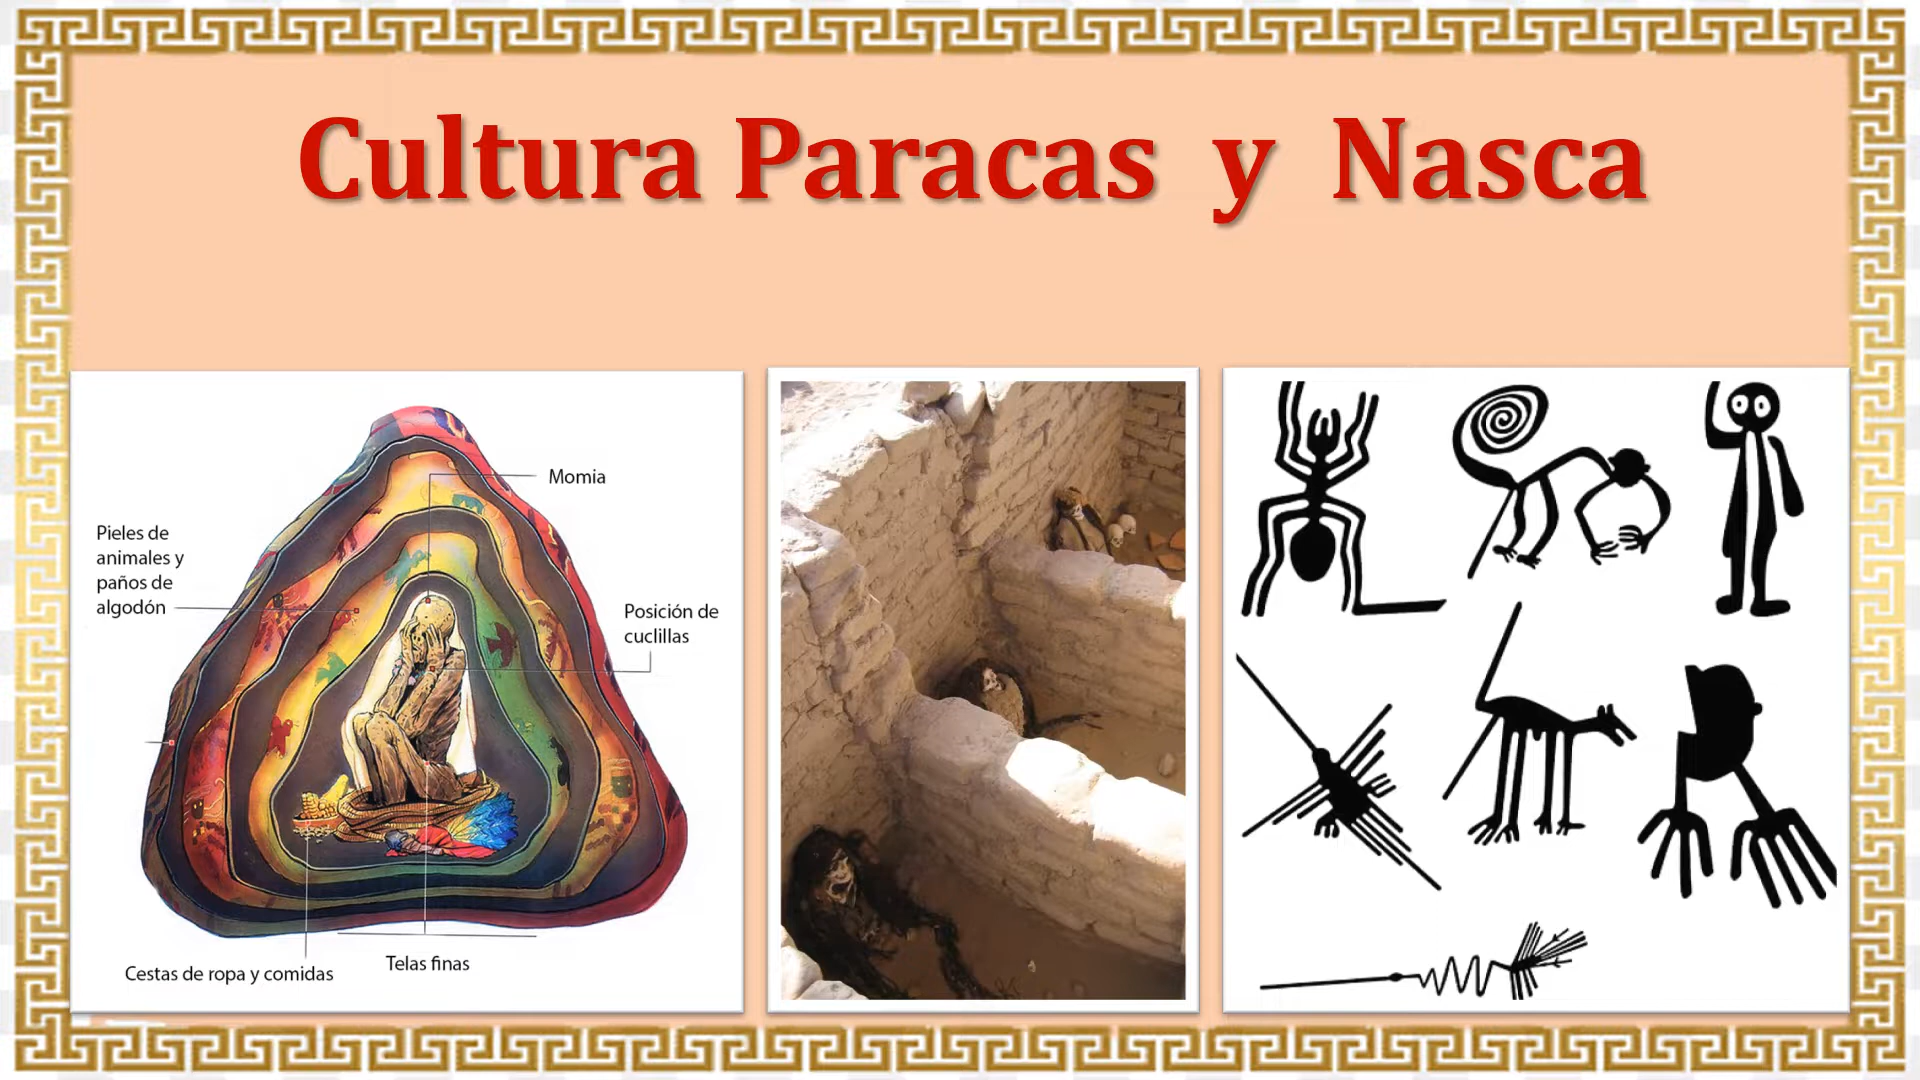 Cultura Paracas y Nasca
Momia
Pieles de
animales y
paños de
algodón
Posición de
cuclillas
Telas finas
Cestas de ropa y comidas